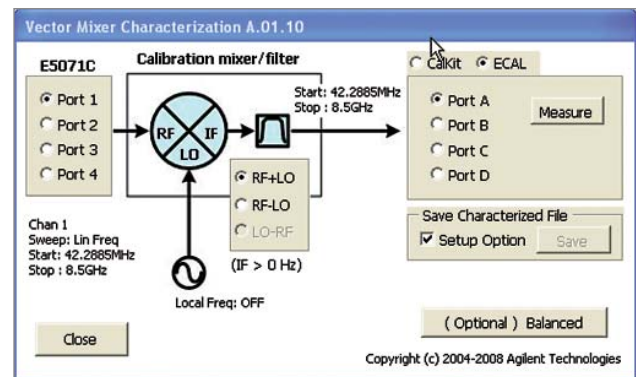 Vector Mixer Characterization A.01.10
E5071C
Port 1
Port 2
Port 3
Port 4
Calibration mixer/filter
RF
IF
LO
Start: 42.2885MHz
Stop : 8.5GHz
RF+LO
RF-LO
LO-RF
(IF > 0 Hz)
Chan 1
Sweep: Lin Freq
Start: 42.2885MHz
Stop : 8.5GHz
Local Freq: OFF
Close
CalKit
ECAL
Port A
Port B
Port C
Port D
Measure
Save Characterized File
Setup Option
Save
( Optional ) Balanced
Copyright (c) 2004-2008 Agilent Technologies